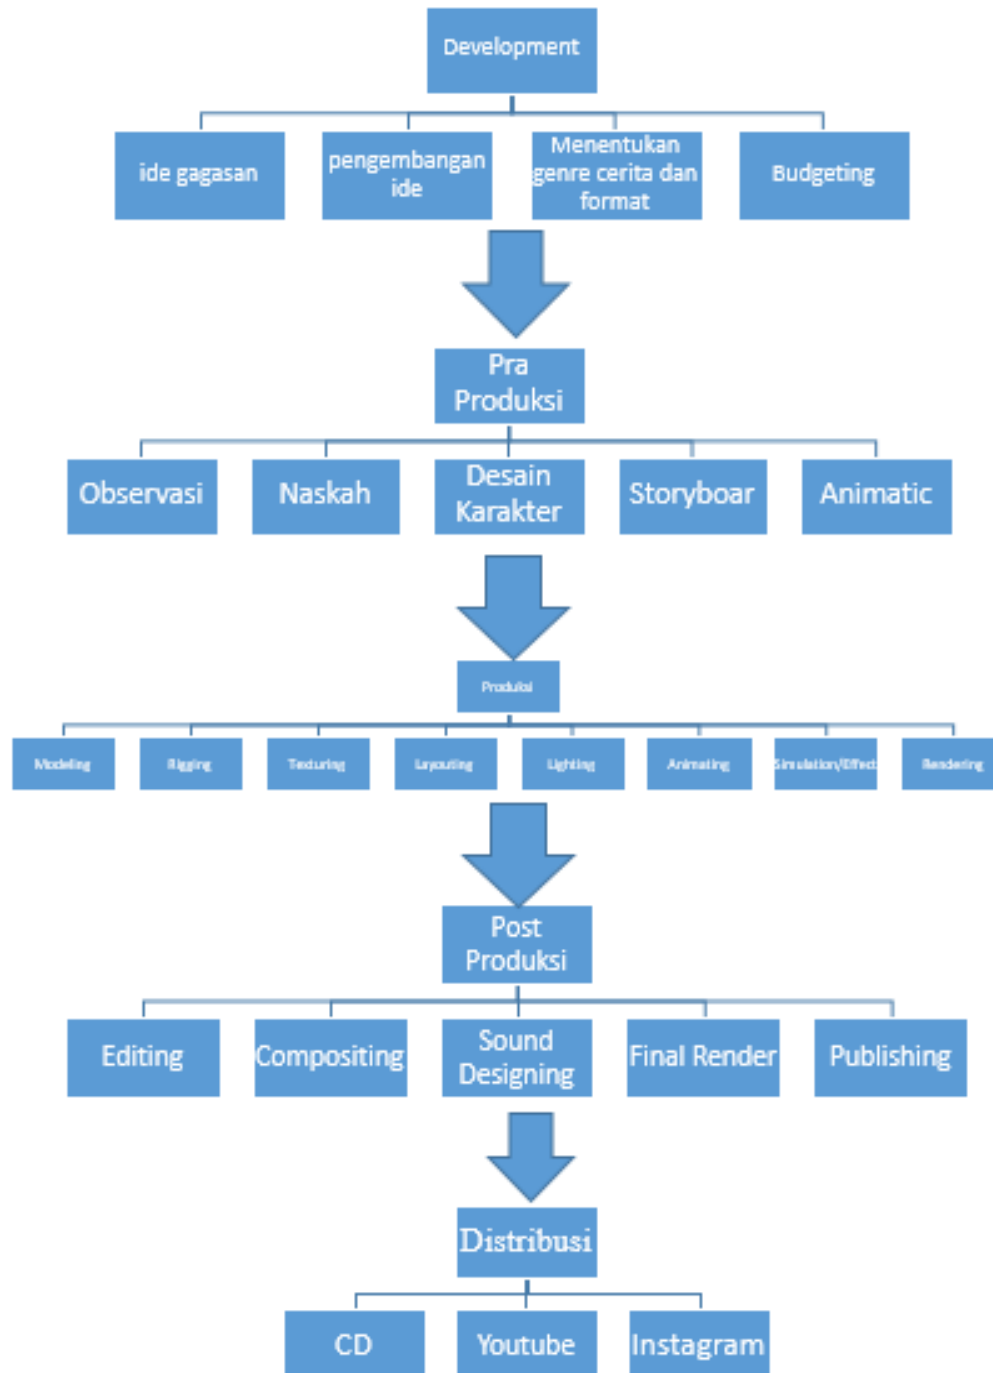 Development
ide gagasan
pengembangan
ide
Menentukan
genre cerita dan
format
Budgeting
Pra
Produksi
Observasi
Naskah
Desain
Karakter
Storyboar
Animatic
Produksi
Modeling
Rigging
Texturing
Layouting
Lighting
Animating
Simulation/Effect
Rendering
Post
Produksi
Editing
Compositing
Sound
Designing
Final Render
Publishing
Distribusi
CD
Youtube
Instagram